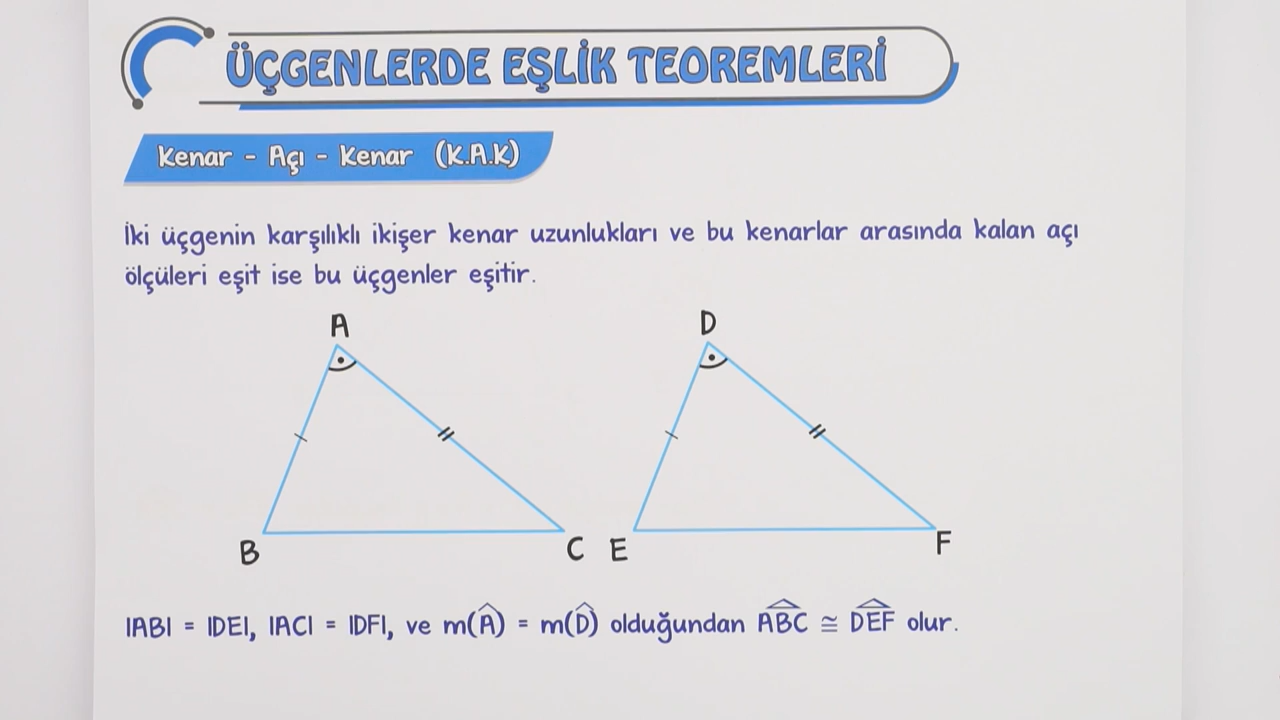 ÜÇGENLERDE EŞLİK TEOREMLERİ
Kenar - Açı - Kenar (K.A.K)
İki üçgenin karşılıklı ikişer kenar uzunlukları ve bu kenarlar arasında kalan açı
ölçüleri eşit ise bu üçgenler eşitir.
A
D
B
C
E
F
|AB| = |DE|, |AC| = |DF|, ve m(Â) = m(D̂) olduğundan ABC ≅ DEF olur.